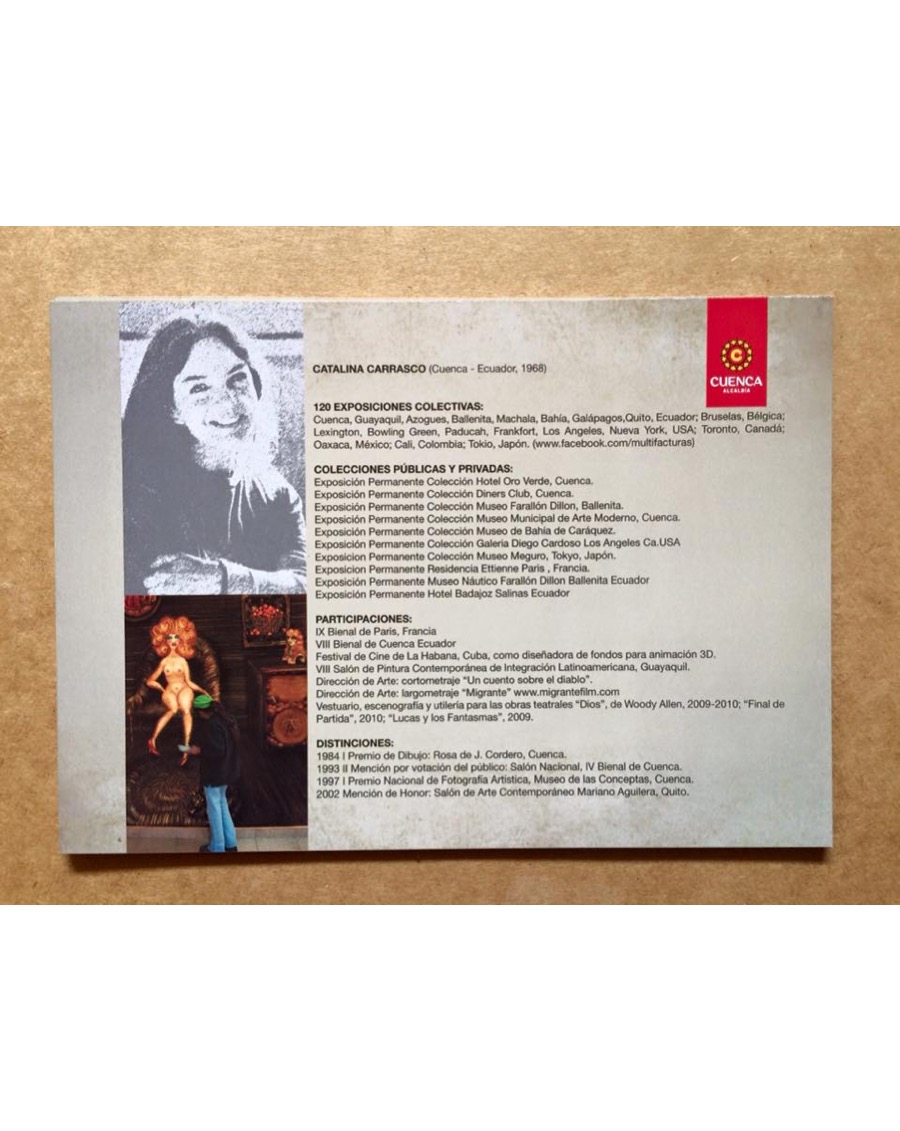 CATALINA CARRASCO (Cuenca - Ecuador, 1968)
C
CUENCA
ALCALDÍA
120 EXPOSICIONES COLECTIVAS:
Cuenca, Guayaquil, Azogues, Ballenita, Machala, Bahía, Galápagos,Quito, Ecuador; Bruselas, Bélgica;
Lexington, Bowling Green, Paducah, Frankfort, Los Angeles, Nueva York, USA; Toronto, Canadá;
Oaxaca, México; Cali, Colombia; Tokio, Japón. (www.facebook.com/multifacturas)
COLECCIONES PÚBLICAS Y PRIVADAS:
Exposición Permanente Colección Hotel Oro Verde, Cuenca.
Exposición Permanente Colección Diners Club, Cuenca.
Exposición Permanente Colección Museo Farallón Dillon, Ballenita.
Exposición Permanente Colección Museo Municipal de Arte Moderno, Cuenca.
Exposición Permanente Colección Museo de Bahía de Caráquez.
Exposición Permanente Colección Galeria Diego Cardoso Los Angeles Ca.USA
Exposicion Permanente Colección Museo Meguro, Tokyo, Japón.
Exposicion Permanente Residencia Ettienne Paris , Francia.
Exposición Permanente Museo Náutico Farallón Dillon Ballenita Ecuador
Exposición Permanente Hotel Badajoz Salinas Ecuador
PARTICIPACIONES:
IX Bienal de Paris, Francia
VIII Bienal de Cuenca Ecuador
Festival de Cine de La Habana, Cuba, como diseñadora de fondos para animación 3D.
VIII Salón de Pintura Contemporánea de Integración Latinoamericana, Guayaquil.
Dirección de Arte: cortometraje “Un cuento sobre el diablo”.
Dirección de Arte: largometraje “Migrante” www.migrantefilm.com
Vestuario, escenografía y utilería para las obras teatrales “Dios”, de Woody Allen, 2009-2010; “Final de
Partida”, 2010; “Lucas y los Fantasmas”, 2009.
DISTINCIONES:
1984 I Premio de Dibujo: Rosa de J. Cordero, Cuenca.
1993 II Mención por votación del público: Salón Nacional, IV Bienal de Cuenca.
1997 I Premio Nacional de Fotografía Artística, Museo de las Conceptas, Cuenca.
2002 Mención de Honor: Salón de Arte Contemporáneo Mariano Aguilera, Quito.